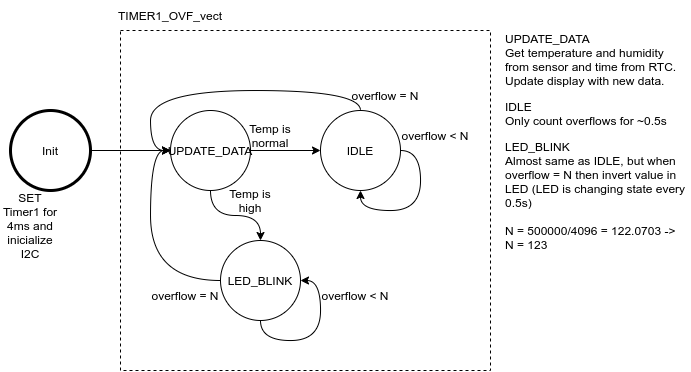 TIMER1_OVF_vect
UPDATE_DATA
Get temperature and humidity
from sensor and time from RTC.
Update display with new data.
IDLE
Only count overflows for ~0.5s
LED_BLINK
Almost same as IDLE, but when
overflow = N then invert value in
LED (LED is changing state every
0.5s)
N = 500000/4096 = 122.0703 ->
N = 123
overflow = N
Init
UPDATE_DATA
Temp is
normal
IDLE
overflow < N
SET
Timer1 for
4ms and
inicialize
I2C
Temp is
high
LED_BLINK
overflow = N
overflow < N